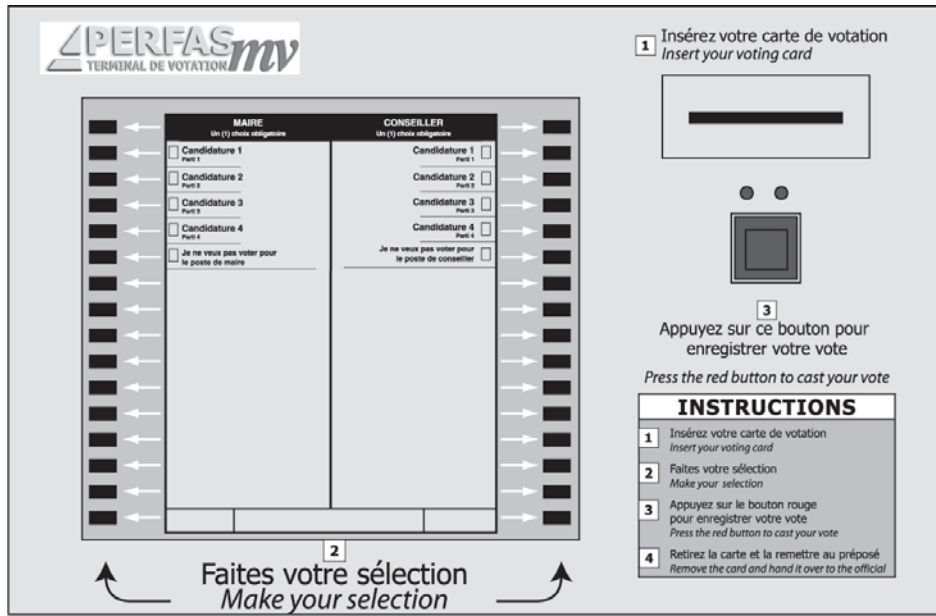 PERFAS mv
TERMINAL DE VOTATION
MAIRE
Un (1) choix obligatoire
Candidature 1
Parti 1
Candidature 2
Parti 2
Candidature 3
Parti 3
Candidature 4
Parti 4
Je ne veux pas voter pour
le poste de maire
CONSEILLER
Un (1) choix obligatoire
Candidature 1
Parti 1
Candidature 2
Parti 2
Candidature 3
Parti 3
Candidature 4
Parti 4
Je ne veux pas voter pour
le poste de conseiller
2
Faites votre sélection
Make your selection
1 Insérez votre carte de votation
Insert your voting card
3
Appuyez sur ce bouton pour
enregistrer votre vote
Press the red button to cast your vote
INSTRUCTIONS
1 Insérez votre carte de votation
Insert your voting card
2 Faites votre sélection
Make your selection
3 Appuyez sur le bouton rouge
pour enregistrer votre vote
Press the red button to cast your vote
4 Retirez la carte et la remettre au préposé
Remove the card and hand it over to the official